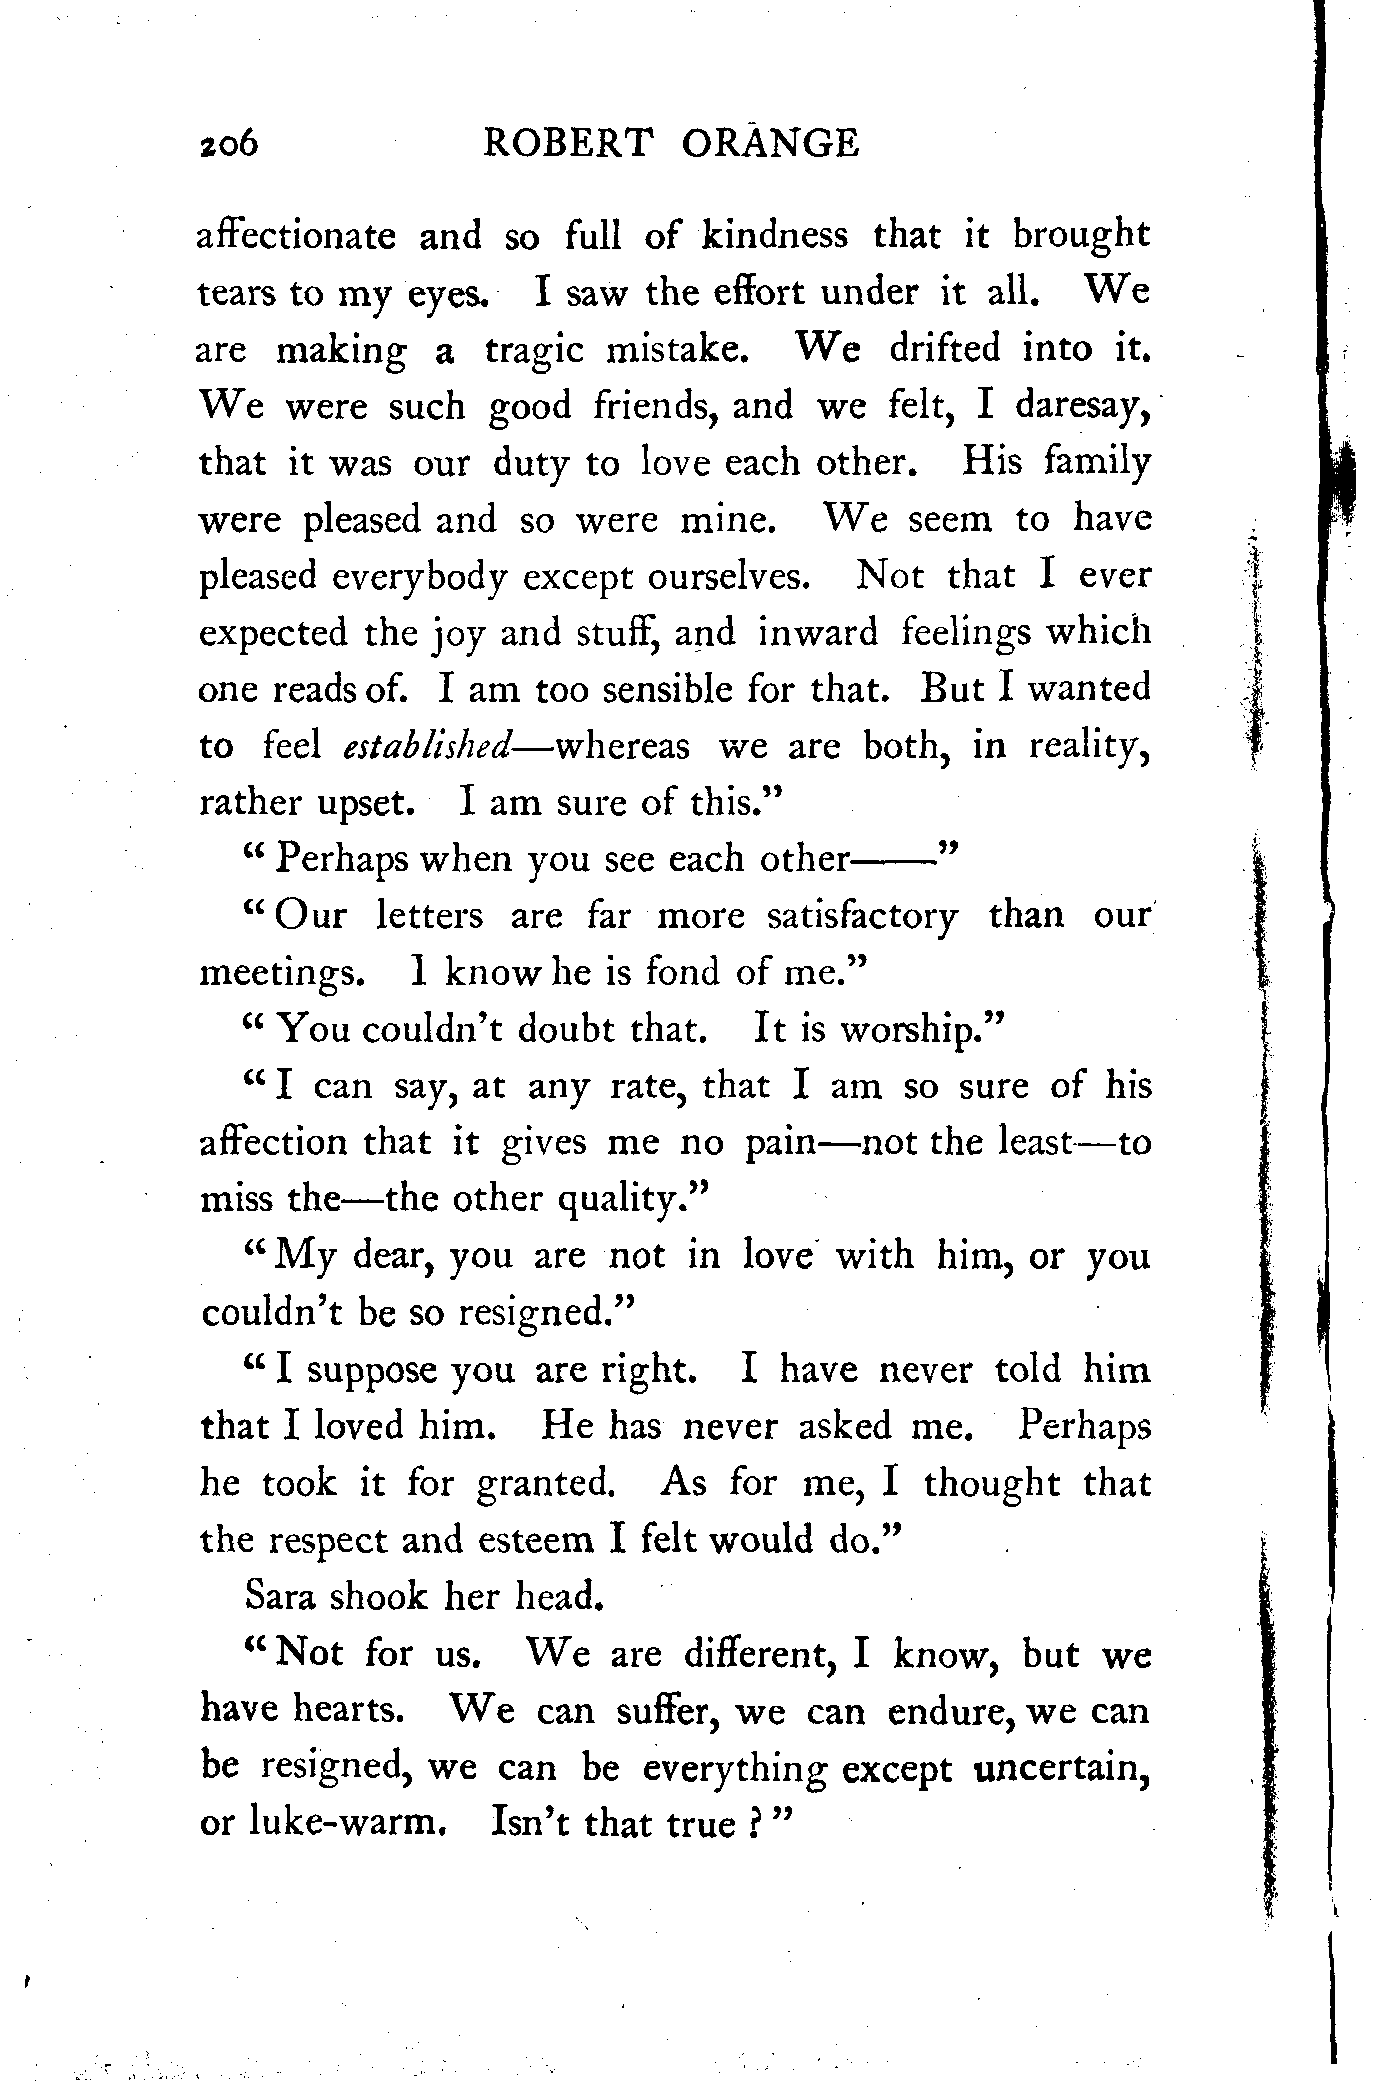 206 ROBERT ORANGE
affectionate and so full of kindness that it brought
tears to my eyes. I saw the effort under it all. We
are making a tragic mistake. We drifted into it.
We were such good friends, and we felt, I daresay,
that it was our duty to love each other. His family
were pleased and so were mine. We seem to have
pleased everybody except ourselves. Not that I ever
expected the joy and stuff, and inward feelings which
one reads of. I am too sensible for that. But I wanted
to feel established—whereas we are both, in reality,
rather upset. I am sure of this.”
“ Perhaps when you see each other——”
“ Our letters are far more satisfactory than our
meetings. I know he is fond of me.”
“ You couldn’t doubt that. It is worship.”
“ I can say, at any rate, that I am so sure of his
affection that it gives me no pain—not the least—to
miss the—the other quality.”
“ My dear, you are not in love with him, or you
couldn’t be so resigned.”
“ I suppose you are right. I have never told him
that I loved him. He has never asked me. Perhaps
he took it for granted. As for me, I thought that
the respect and esteem I felt would do.”
Sara shook her head.
“ Not for us. We are different, I know, but we
have hearts. We can suffer, we can endure, we can
be resigned, we can be everything except uncertain,
or luke-warm. Isn’t that true ? ”